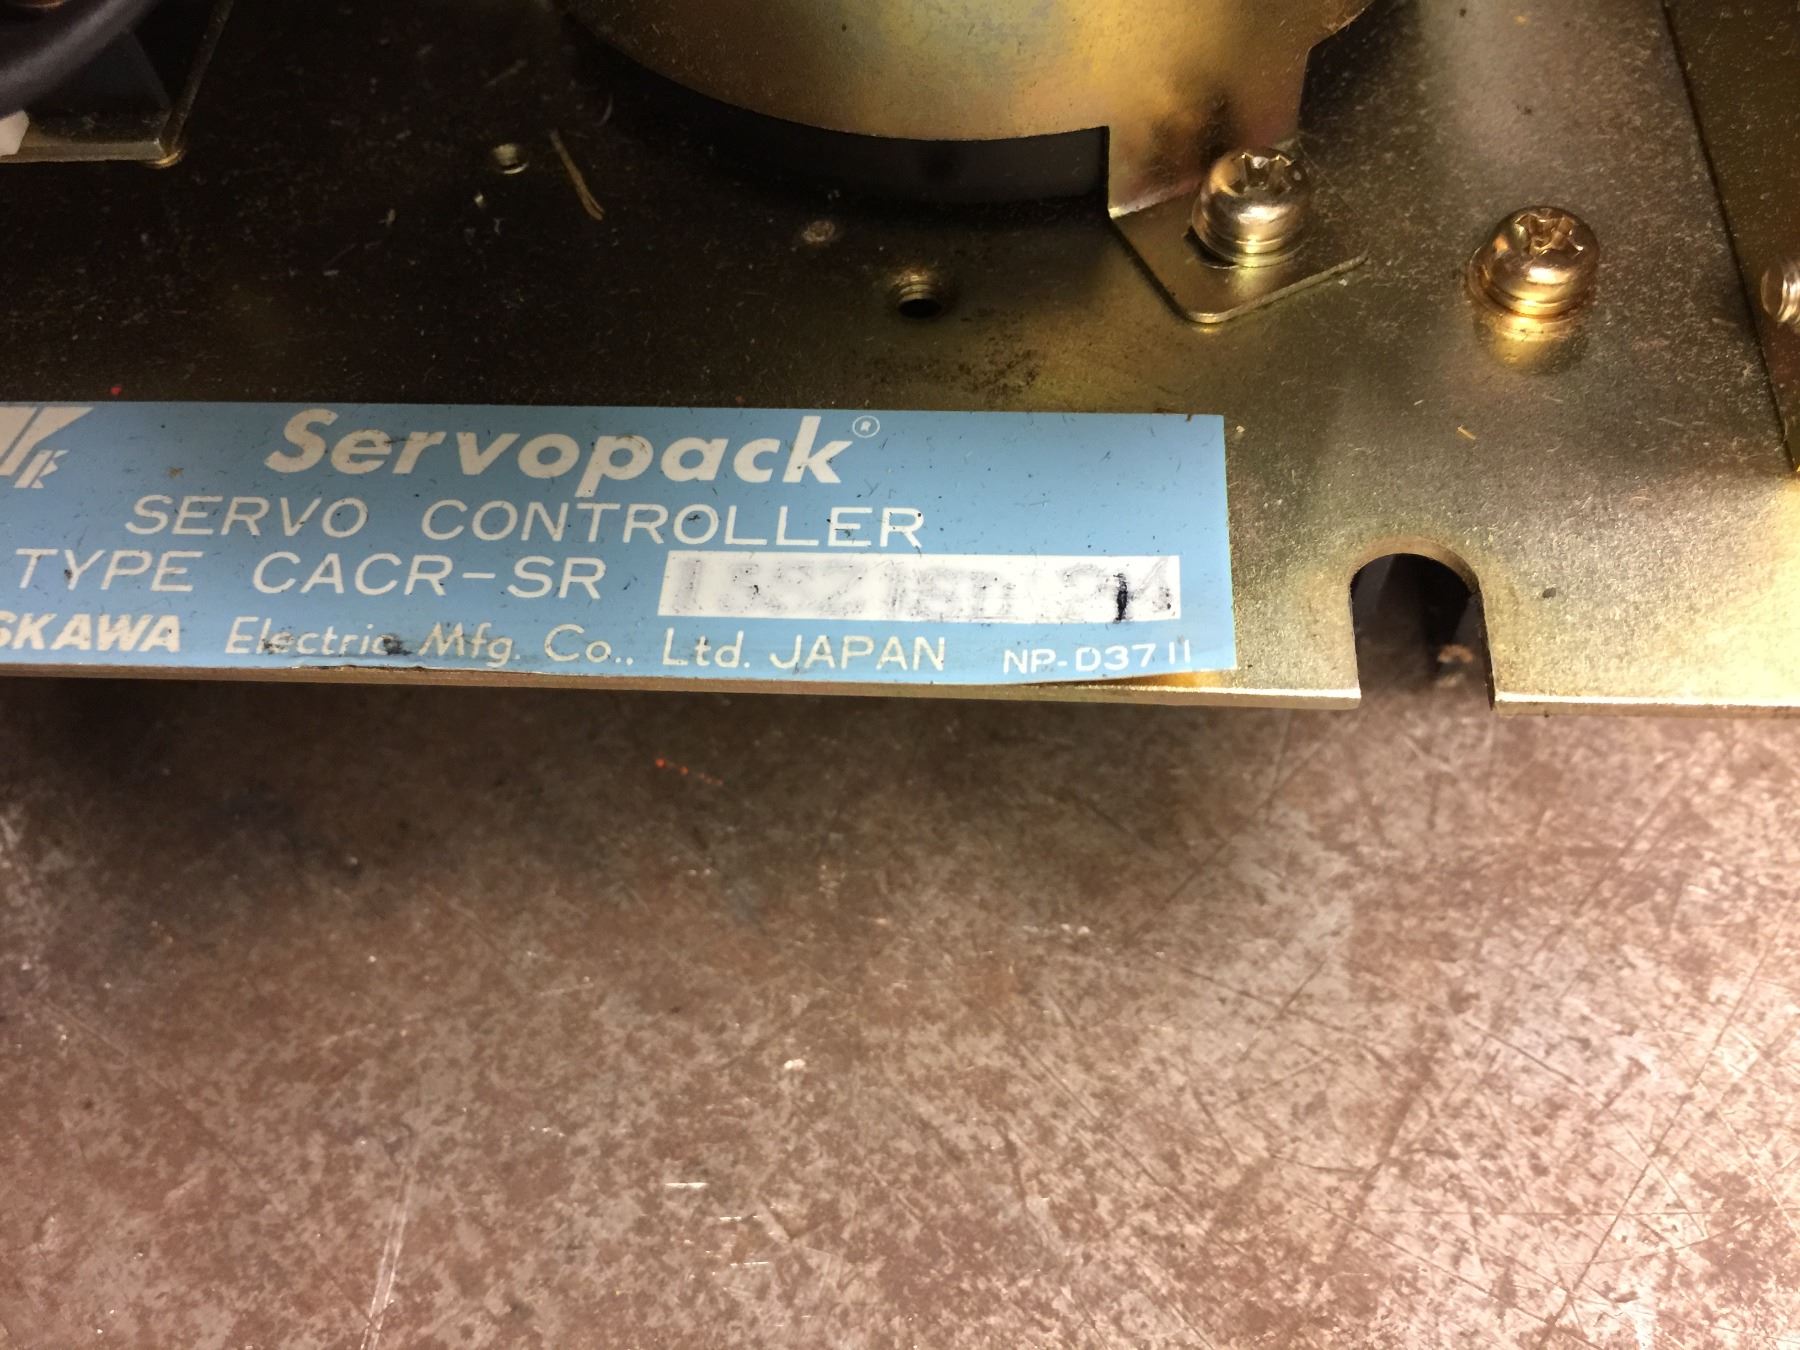 Servopack®
SERVO CONTROLLER
TYPE CACR-SR
SKAWA Electric Mfg. Co., Ltd. JAPAN NP-D3711